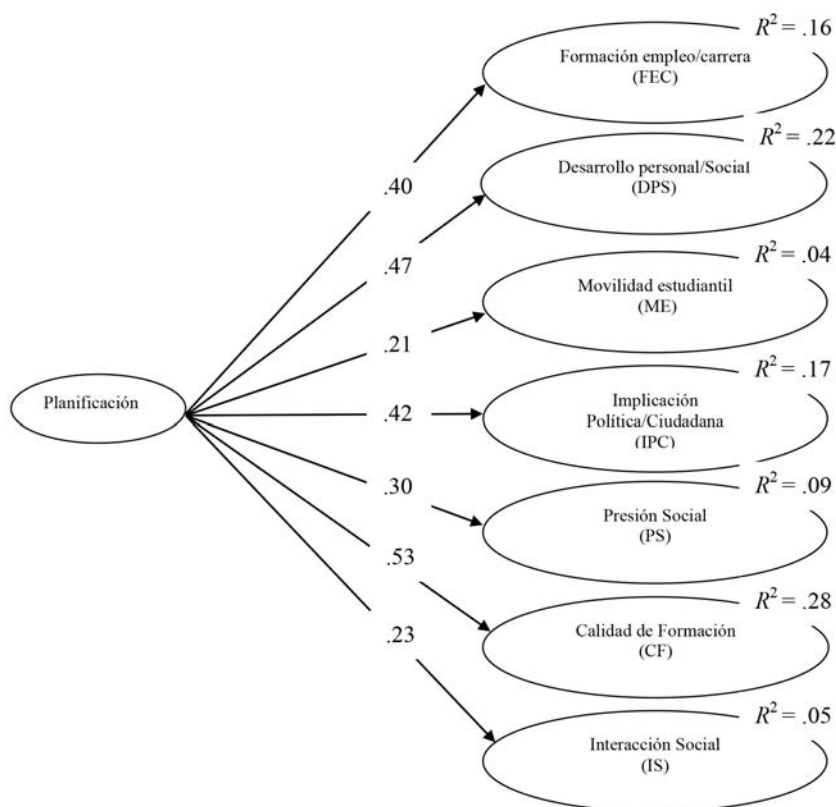 R² = .16
Formación empleo/carrera
(FEC)
R² = .22
Desarrollo personal/Social
(DPS)
.40
.47
R² = .04
Movilidad estudiantil
(ME)
.21
R² = .17
Planificación
Implicación
Política/Ciudadana
(IPC)
.42
R² = .09
.30
Presión Social
(PS)
.53
R² = .28
Calidad de Formación
(CF)
.23
R² = .05
Interacción Social
(IS)